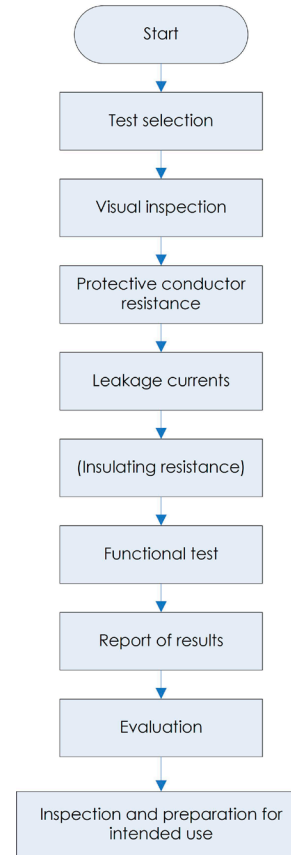 Start
Test selection
Visual inspection
Protective conductor
resistance
Leakage currents
(Insulating resistance)
Functional test
Report of results
Evaluation
Inspection and preparation for
intended use